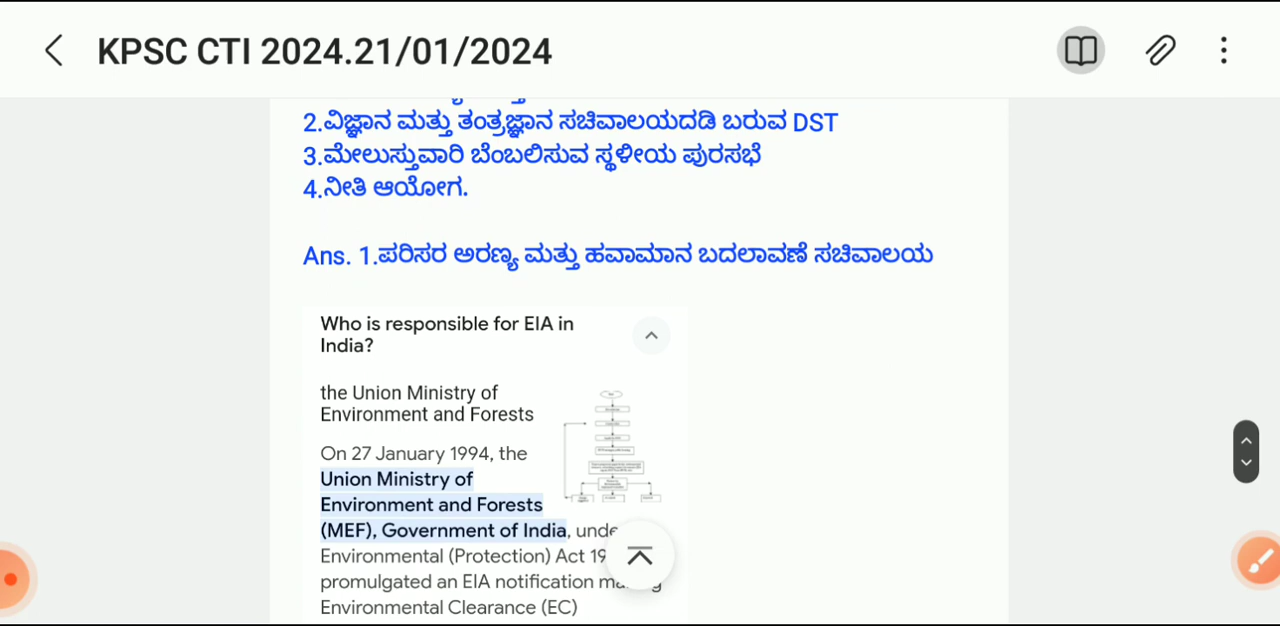 KPSC CTI 2024.21/01/2024
2.ವಿಜ್ಞಾನ ಮತ್ತು ತಂತ್ರಜ್ಞಾನ ಸಚಿವಾಲಯದಡಿ ಬರುವ DST
3.ಮೇಲುಸ್ತುವಾರಿ ಬೆಂಬಲಿಸುವ ಸ್ಥಳೀಯ ಪುರಸಭೆ
4.ನೀತಿ ಆಯೋಗ.
Ans. 1.ಪರಿಸರ ಅರಣ್ಯ ಮತ್ತು ಹವಾಮಾನ ಬದಲಾವಣೆ ಸಚಿವಾಲಯ
Who is responsible for EIA in
India?
the Union Ministry of
Environment and Forests
On 27 January 1994, the
Union Ministry of
Environment and Forests
(MEF), Government of India, unde
Environmental (Protection) Act 19
promulgated an EIA notification
Environmental Clearance (EC)